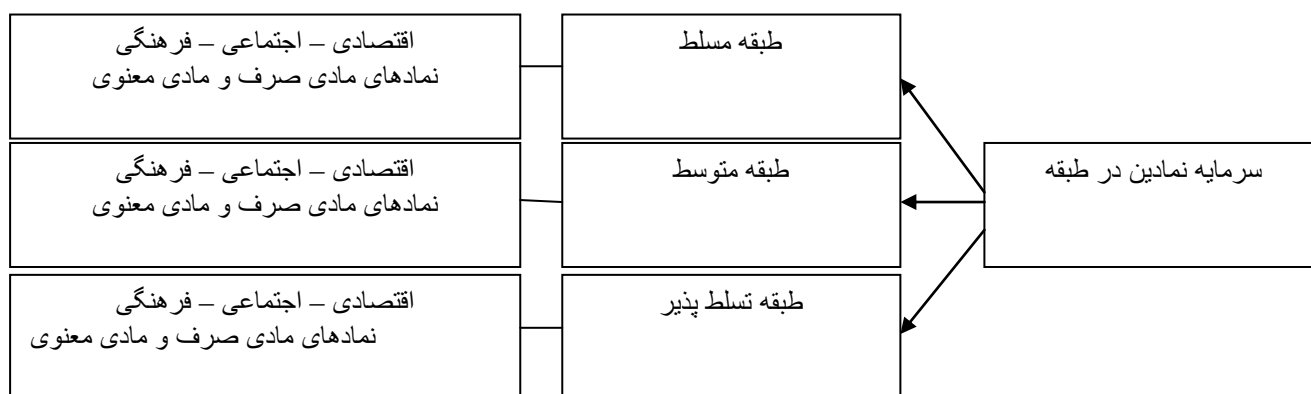 سرمایه نمادین در طبقه
طبقه مسلط
اقتصادی – اجتماعی – فرهنگی
نمادهای مادی صرف و مادی معنوی
طبقه متوسط
اقتصادی – اجتماعی – فرهنگی
نمادهای مادی صرف و مادی معنوی
طبقه تسلط پذیر
اقتصادی – اجتماعی – فرهنگی
نمادهای مادی صرف و مادی معنوی